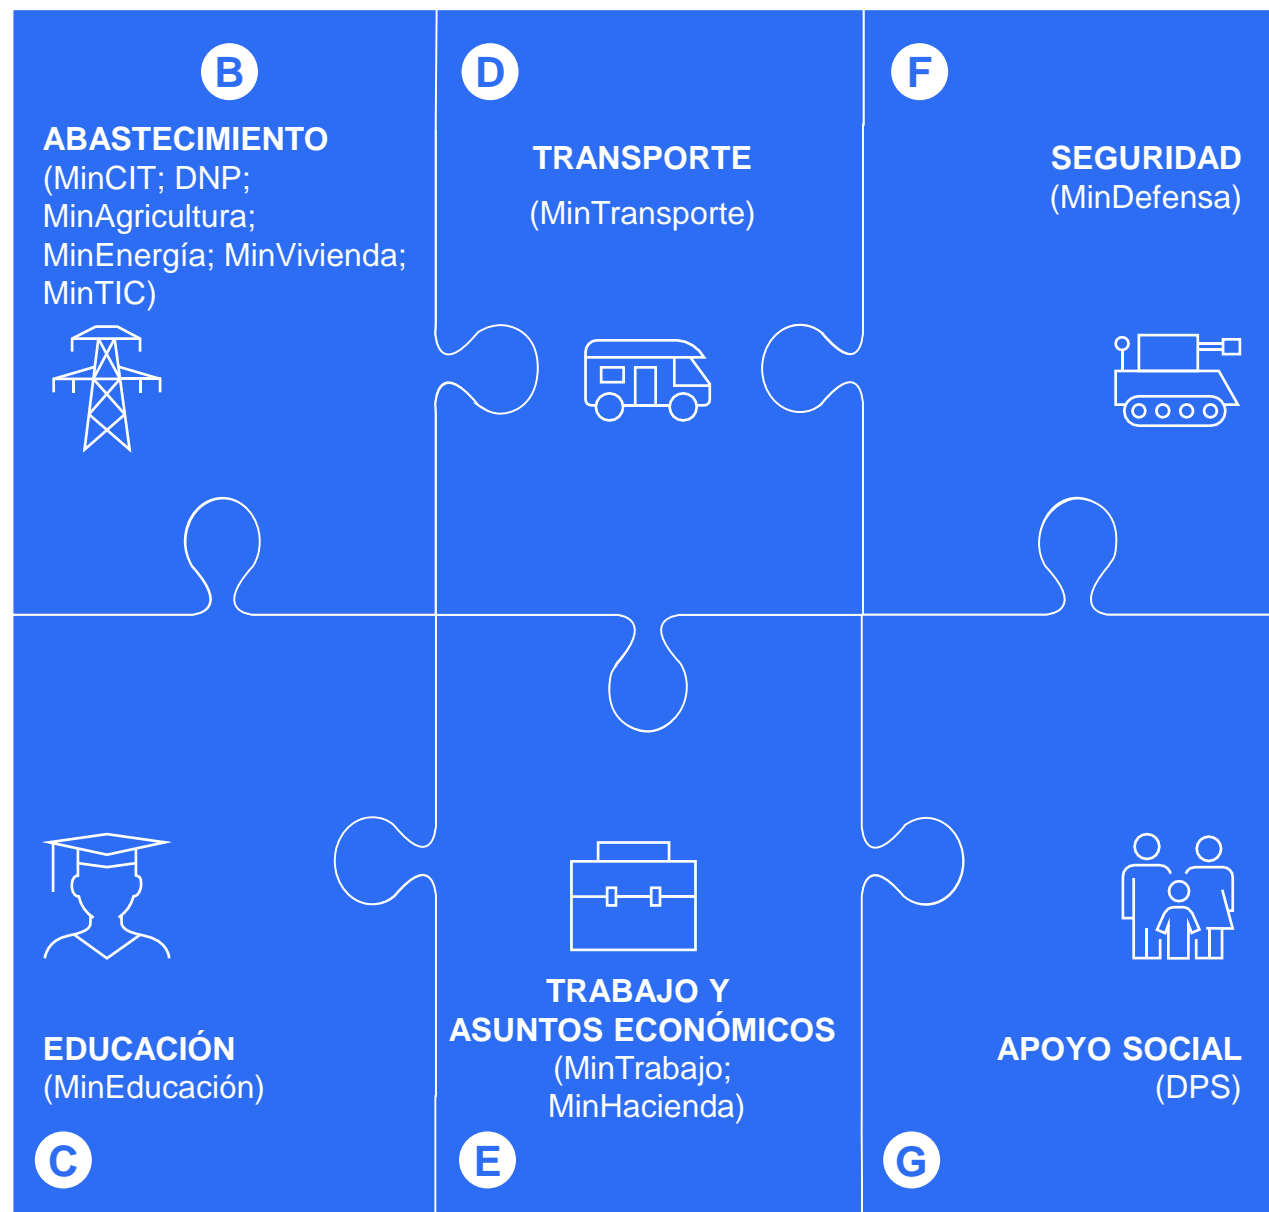 B
ABASTECIMIENTO
(MinCIT; DNP;
MinAgricultura;
MinEnergía; MinVivienda;
MinTIC)
D
TRANSPORTE
(MinTransporte)
F
SEGURIDAD
(MinDefensa)
EDUCACIÓN
(MinEducación)
C
TRABAJO Y
ASUNTOS ECONÓMICOS
(MinTrabajo;
MinHacienda)
E
APOYO SOCIAL
(DPS)
G